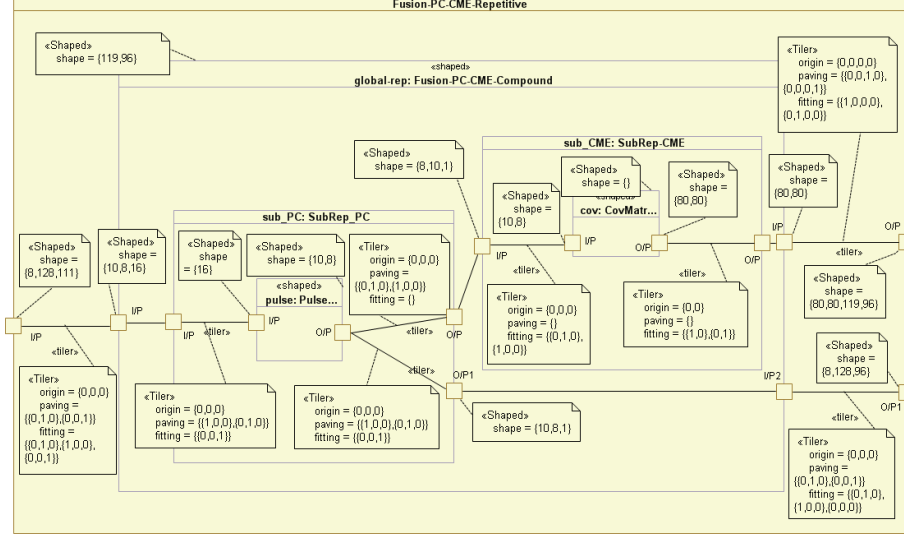 Fusion-PC-CME-Repetitive
«Shaped»
shape = {119,96}
«shaped»
global-rep: Fusion-PC-CME-Compound
«Tiler»
origin = {0,0,0,0}
paving = {{0,0,1,0},
{0,0,0,1}}
fitting = {{1,0,0,0},
{0,1,0,0}}
«Shaped»
shape =
{8,10,1}
sub_CME: SubRep-CME
«Shaped»
shape = {}
«shaped»
cov: CovMatr...
«Shaped»
shape =
{10,8}
«Shaped»
shape =
{80,80}
«Shaped»
shape =
{80,80}
I/P
O/P
I/P
I/P
O/P
O/P
«tiler»
«tiler»
«tiler»
«Shaped»
shape =
{80,80,119,96}
«Tiler»
origin = {0,0,0}
paving = {}
fitting = {{0,1,0},
{1,0,0}}
«Tiler»
origin = {0,0}
paving = {}
fitting = {{1,0},{0,1}}
sub_PC: SubRep_PC
«Shaped»
shape =
{8,128,111}
«Shaped»
shape =
{10,8,16}
«Shaped»
shape
= {16}
«Shaped»
shape = {10,8}
«Tiler»
origin = {0,0,0}
paving =
{{0,1,0},{1,0,0}}
fitting = {}
«shaped»
pulse: Pulse...
I/P
I/P
I/P
I/P
O/P
O/P
«tiler»
«tiler»
«tiler»
«tiler»
O/P1
I/P2
O/P1
«Tiler»
origin = {0,0,0}
paving =
{{0,1,0},{0,0,1}}
fitting =
{{0,1,0},{1,0,0},
{0,0,1}}
«Tiler»
origin = {0,0,0}
paving = {{1,0,0},{0,1,0}}
fitting = {{0,0,1}}
«Tiler»
origin = {0,0,0}
paving = {{1,0,0},{0,1,0}}
fitting = {{0,0,1}}
«Shaped»
shape = {10,8,1}
«Shaped»
shape =
{8,128,96}
«tiler»
«Tiler»
origin = {0,0,0}
paving =
{{0,1,0},{0,0,1}}
fitting = {{0,1,0},
{1,0,0},{0,0,0}}